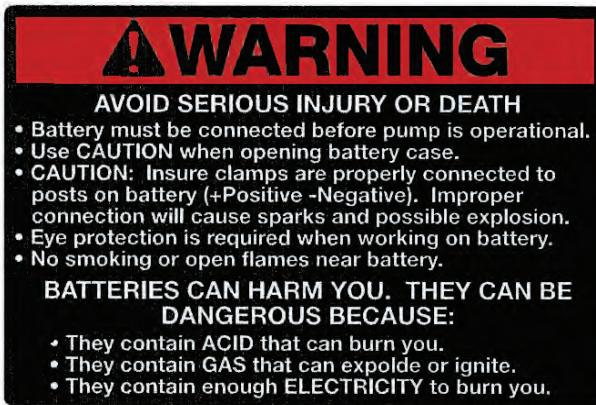 WARNING
AVOID SERIOUS INJURY OR DEATH
• Battery must be connected before pump is operational.
• Use CAUTION when opening battery case.
• CAUTION: Insure clamps are properly connected to
posts on battery (+Positive -Negative). Improper
connection will cause sparks and possible explosion.
• Eye protection is required when working on battery.
• No smoking or open flames near battery.
BATTERIES CAN HARM YOU. THEY CAN BE
DANGEROUS BECAUSE:
• They contain ACID that can burn you.
• They contain GAS that can expolde or ignite.
• They contain enough ELECTRICITY to burn you.